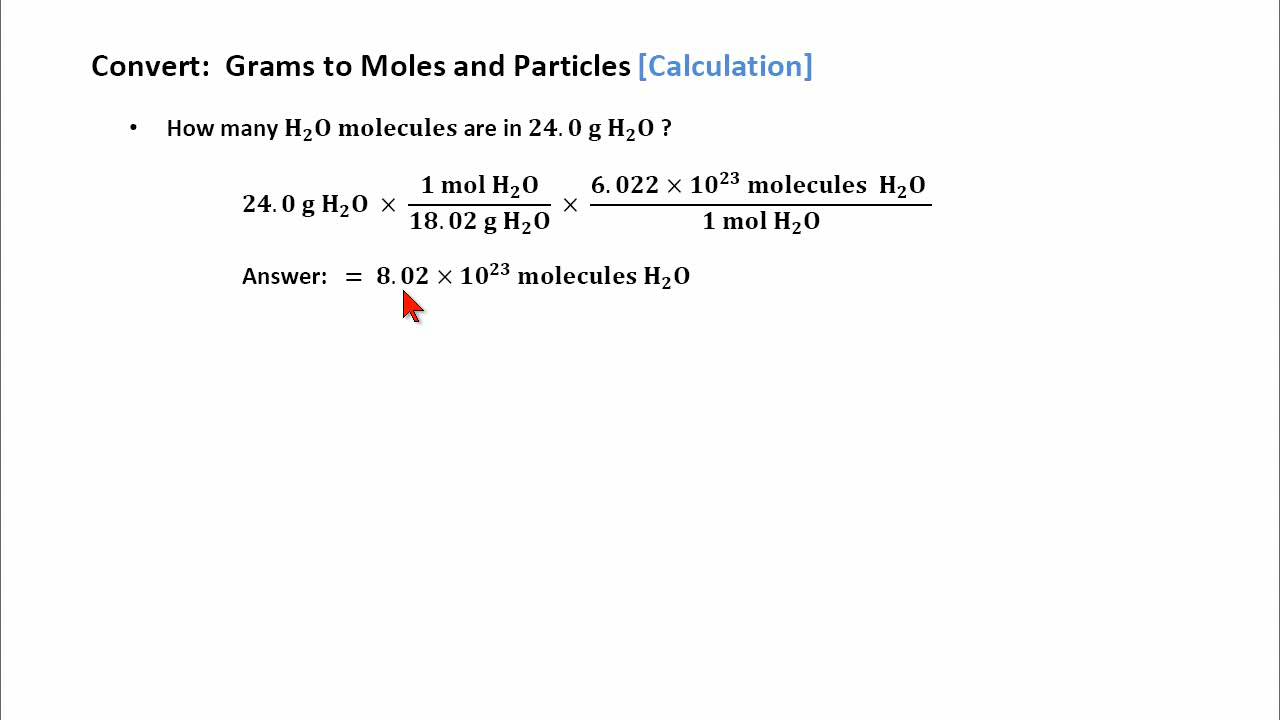 Convert: Grams to Moles and Particles [Calculation]
• How many H₂O molecules are in 24.0 g H₂O ?
24.0 g H₂O × 1 mol H₂O / 18.02 g H₂O × 6.022 × 10²³ molecules H₂O / 1 mol H₂O
Answer: = 8.02 × 10²³ molecules H₂O